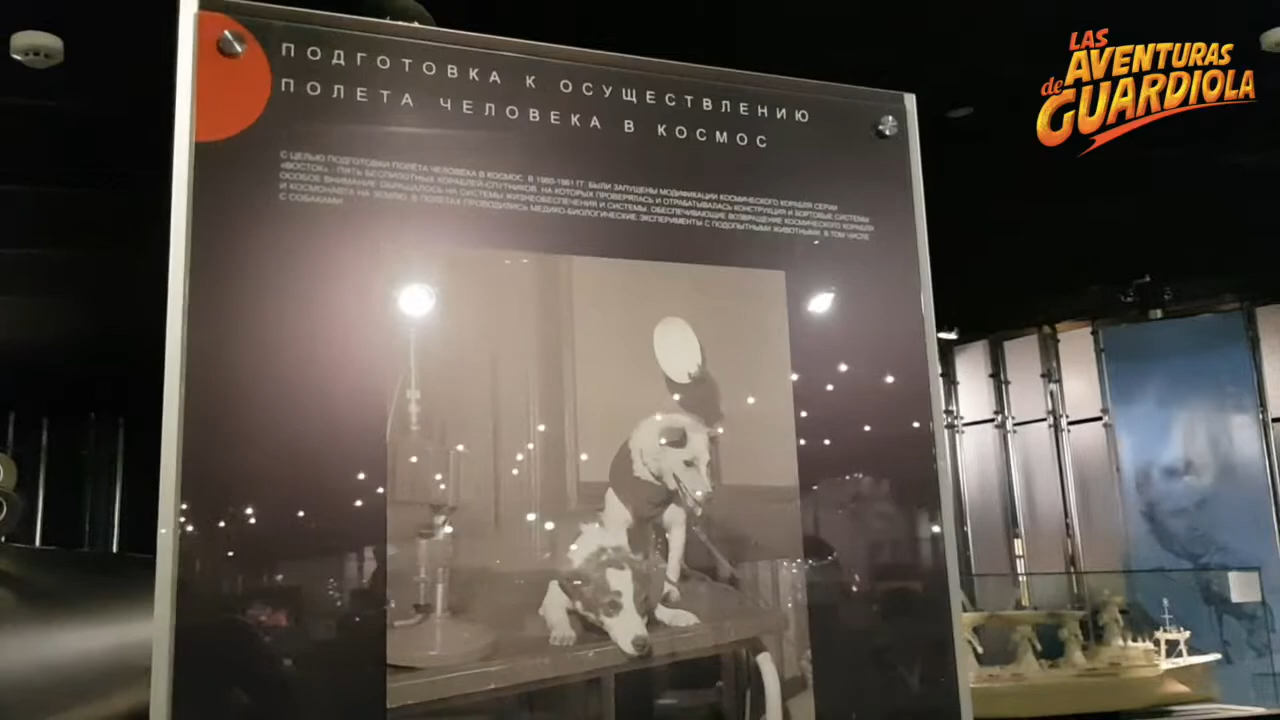 ПОДГОТОВКА К ОСУЩЕСТВЛЕНИЮ
ПОЛЕТА ЧЕЛОВЕКА В КОСМОС
С ЦЕЛЬЮ ПОДГОТОВКИ ПОЛЁТА ЧЕЛОВЕКА В КОСМОС, В 1960-1961 ГГ. БЫЛИ ЗАПУЩЕНЫ МОДИФИКАЦИИ КОСМИЧЕСКОГО КОРАБЛЯ СЕРИИ
«ВОСТОК» - ПЯТЬ БЕСПИЛОТНЫХ КОРАБЛЕЙ-СПУТНИКОВ, НА КОТОРЫХ ПРОВЕРЯЛАСЬ И ОТРАБАТЫВАЛАСЬ КОНСТРУКЦИЯ И БОРТОВЫЕ СИСТЕМЫ.
ОСОБОЕ ВНИМАНИЕ ОБРАЩАЛОСЬ НА СИСТЕМЫ ЖИЗНЕОБЕСПЕЧЕНИЯ И СИСТЕМЫ, ОБЕСПЕЧИВАЮЩИЕ ВОЗВРАЩЕНИЕ КОСМИЧЕСКОГО КОРАБЛЯ
И КОСМОНАВТА НА ЗЕМЛЮ. В ПОЛЕТАХ ПРОВОДИЛИСЬ МЕДИКО-БИОЛОГИЧЕСКИЕ ЭКСПЕРИМЕНТЫ С ПОДОПЫТНЫМИ ЖИВОТНЫМИ, В ТОМ ЧИСЛЕ
С СОБАКАМИ.
LAS
AVENTURAS
de
GUARDIOLA